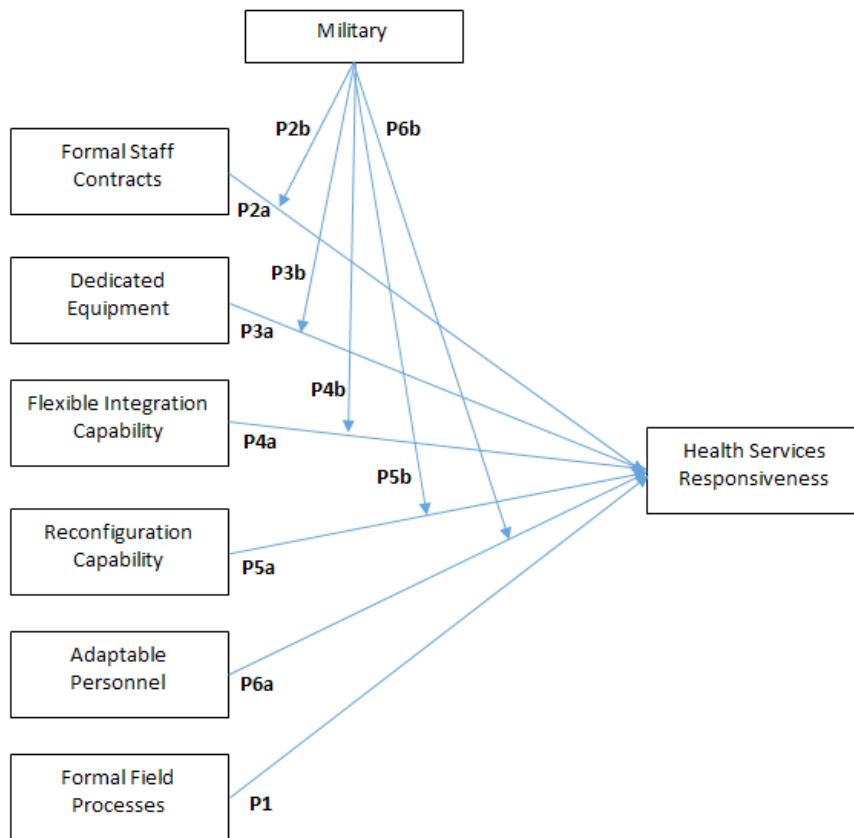 Military
P2b
P6b
Formal Staff
Contracts
P2a
Dedicated
Equipment
P3b
P3a
Flexible Integration
Capability
P4b
P4a
Health Services
Responsiveness
P5b
Reconfiguration
Capability
P5a
Adaptable
Personnel
P6a
Formal Field
Processes
P1